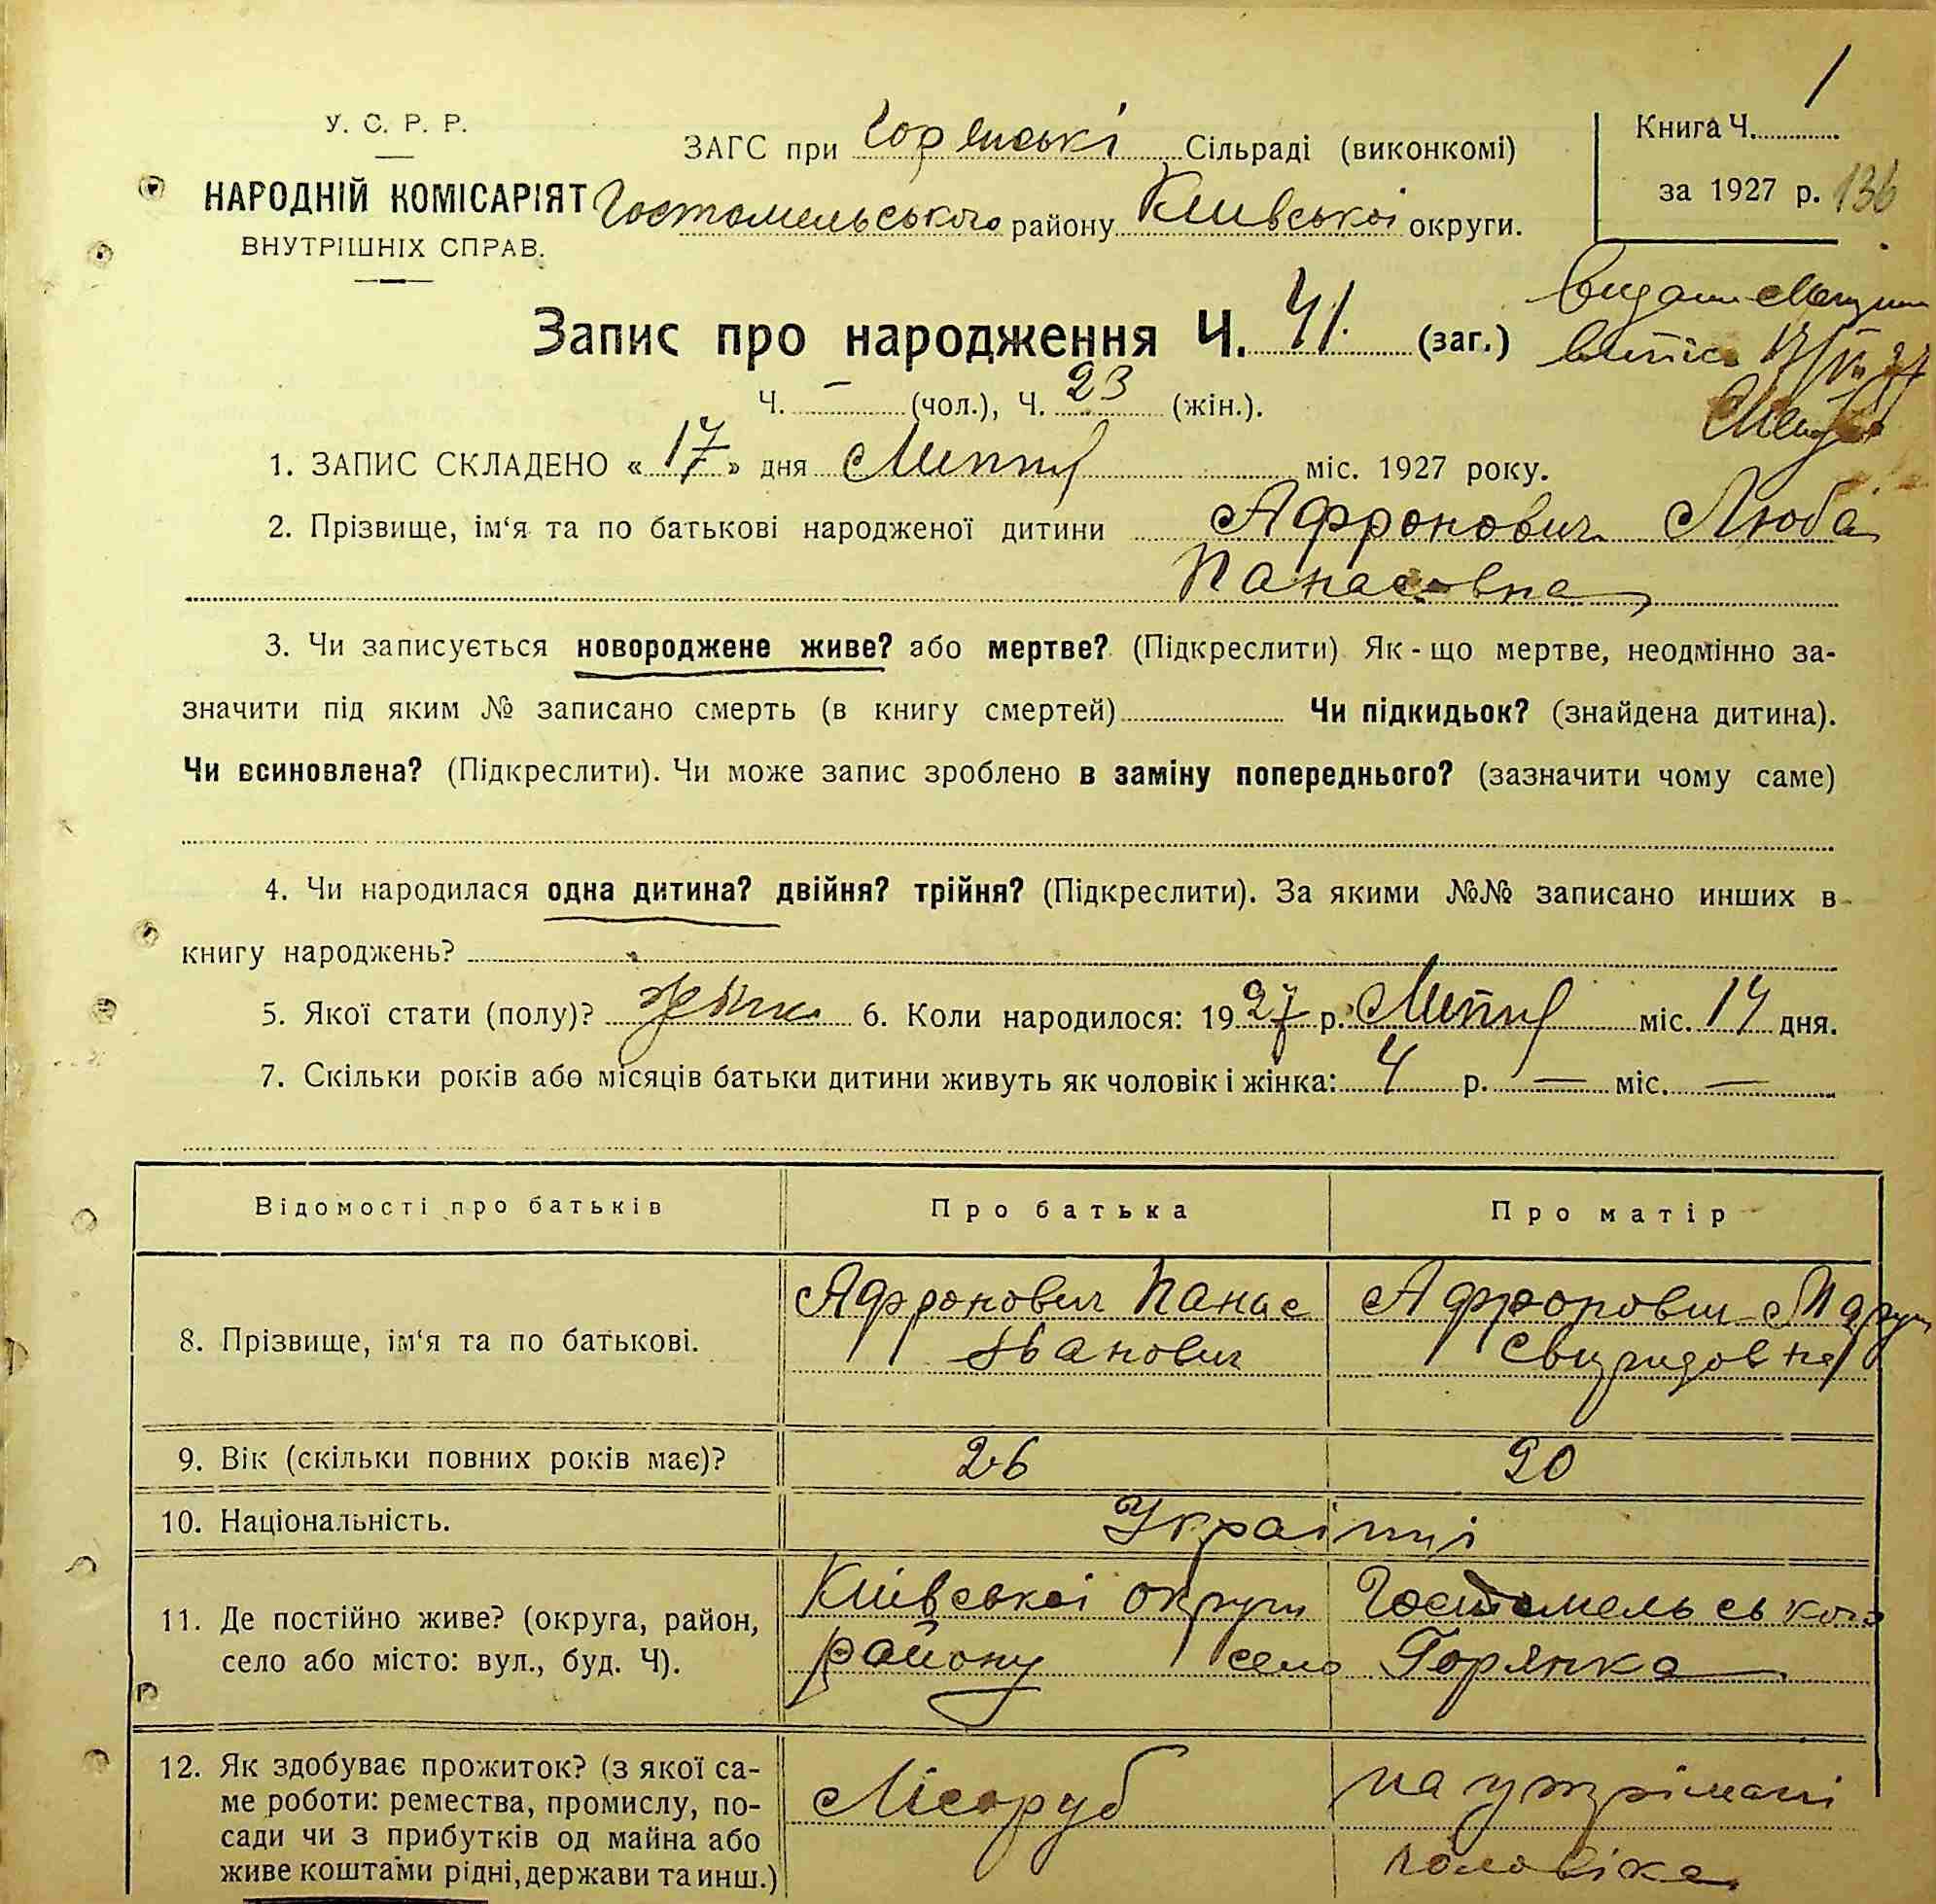 1
У. С. Р. Р.
ЗАГС при Горянські Сільраді (виконкомі)
Книга Ч.
НАРОДНІЙ КОМІСАРІЯТ
ВНУТРІШНІХ СПРАВ.
Гостомельського району Київської округи.
за 1927 р. 136
Запис про народження Ч. 41. (заг.)
Ч. – (чол.), Ч. 23 (жін.).
1. ЗАПИС СКЛАДЕНО « 17 » дня Липня міс. 1927 року.
2. Прізвище, ім‘я та по батькові народженої дитини Афронович Люба
Панасовна
3. Чи записується новороджене живе? або мертве? (Підкреслити) Як-що мертве, неодмінно за-
значити під яким № записано смерть (в книгу смертей) Чи підкидьок? (знайдена дитина).
Чи всиновлена? (Підкреслити). Чи може запис зроблено в заміну попереднього? (зазначити чому саме)
4. Чи народилася одна дитина? двійня? трійня? (Підкреслити). За якими №№ записано инших в
книгу народжень?
5. Якої стати (полу)? 6. Коли народилося: 1927 р. Липня міс. 14 дня.
7. Скільки років або місяців батьки дитини живуть як чоловік і жінка: 4 р. — міс. —
Відомості про батьків Про батька Про матір
8. Прізвище, ім‘я та по батькові.
Афронович Панас
Іванович
Афронович
Свиридовна
9. Вік (скільки повних років має)? 26 20
10. Національність. Українці
11. Де постійно живе? (округа, район,
село або місто: вул., буд. Ч).
Київської округи Гостомельського
району село Горянка
12. Як здобуває прожиток? (з якої са-
ме роботи: ремества, промислу, по-
сади чи з прибутків од майна або
живе коштами рідні, держави та инш.)
Лісоруб
на утрімані
чоловіка